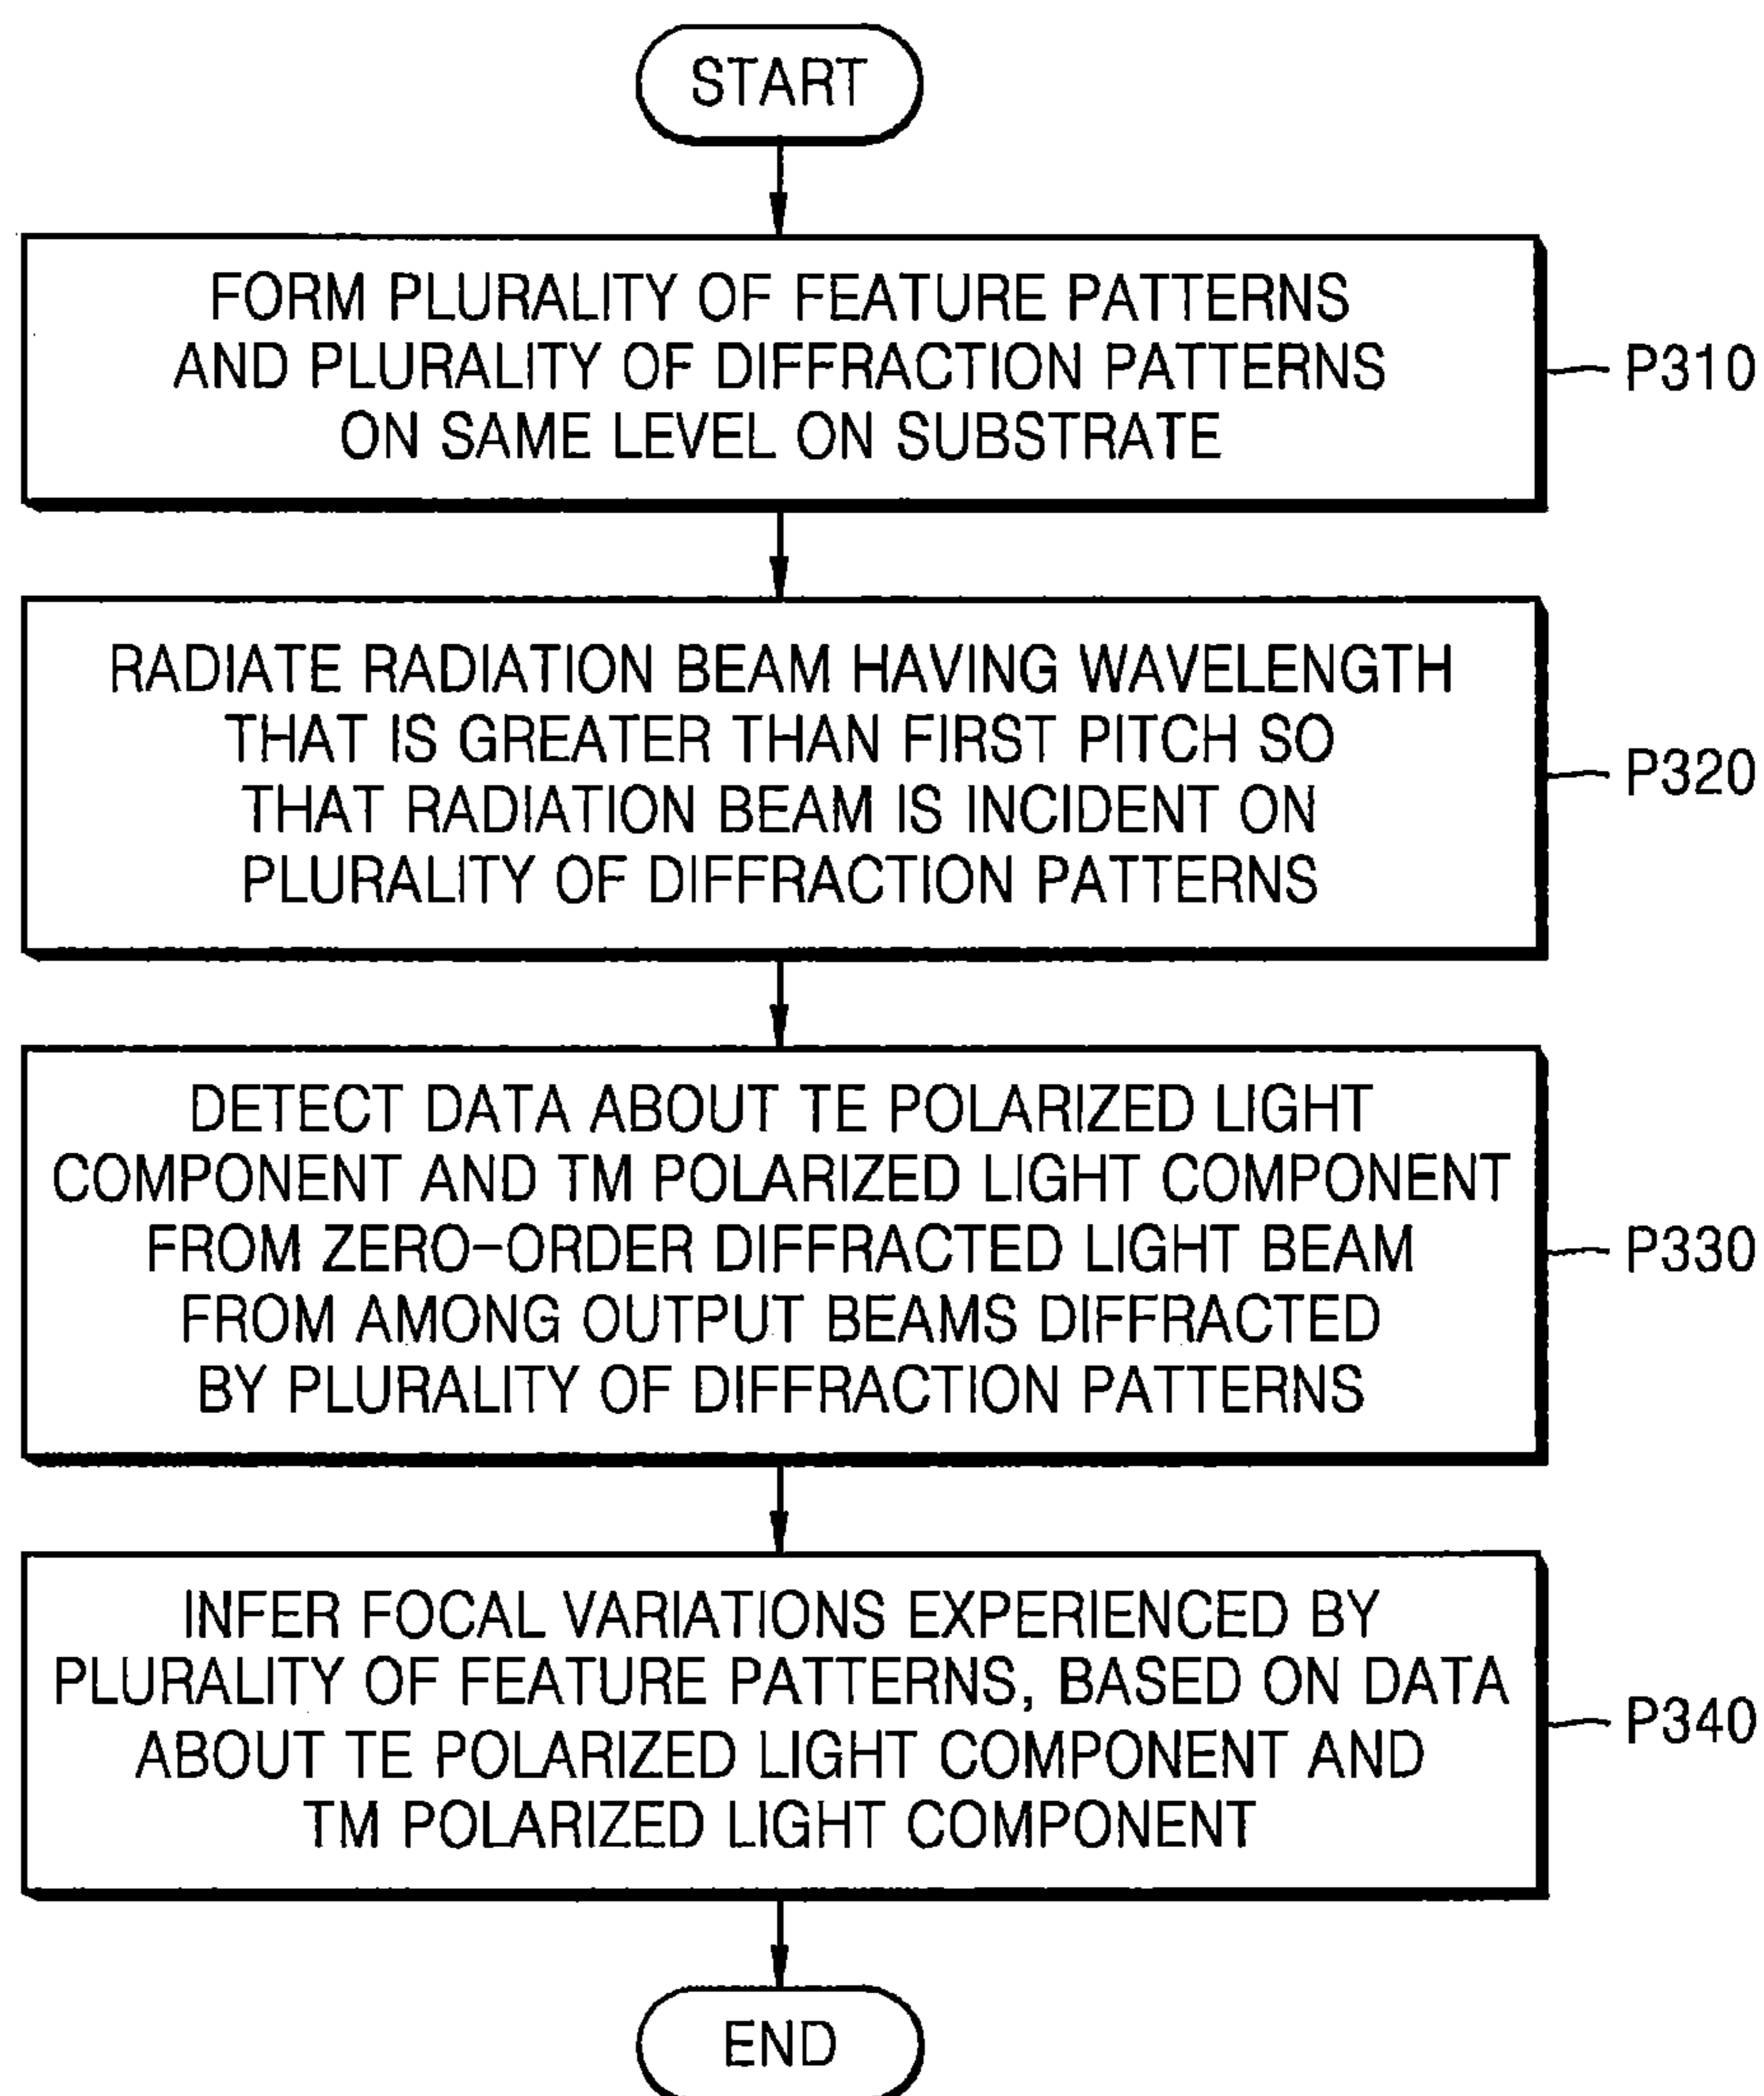 START
FORM PLURALITY OF FEATURE PATTERNS
AND PLURALITY OF DIFFRACTION PATTERNS
ON SAME LEVEL ON SUBSTRATE
P310
RADIATE RADIATION BEAM HAVING WAVELENGTH
THAT IS GREATER THAN FIRST PITCH SO
THAT RADIATION BEAM IS INCIDENT ON
PLURALITY OF DIFFRACTION PATTERNS
P320
DETECT DATA ABOUT TE POLARIZED LIGHT
COMPONENT AND TM POLARIZED LIGHT COMPONENT
FROM ZERO-ORDER DIFFRACTED LIGHT BEAM
FROM AMONG OUTPUT BEAMS DIFFRACTED
BY PLURALITY OF DIFFRACTION PATTERNS
P330
INFER FOCAL VARIATIONS EXPERIENCED BY
PLURALITY OF FEATURE PATTERNS, BASED ON DATA
ABOUT TE POLARIZED LIGHT COMPONENT AND
TM POLARIZED LIGHT COMPONENT
P340
END